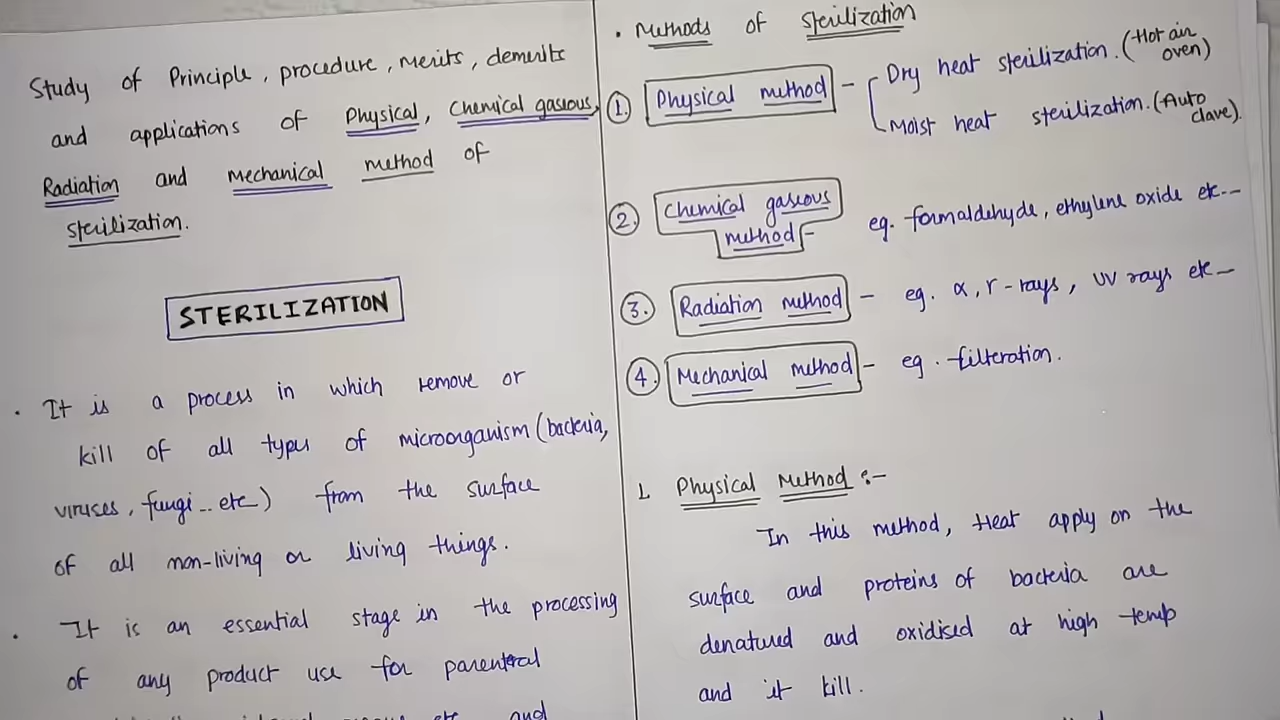 Study of Principle, procedure, merits, demerits
and applications of Physical, Chemical gaseous,
Radiation and Mechanical method of
sterilization.
STERILIZATION
• It is a process in which remove or
kill of all types of microorganism (bacteria,
viruses, fungi .. etc) from the surface
of all non-living or living things.
• It is an essential stage in the processing
of any product use for parentral
and
• Methods of Sterilization
1. Physical method - Dry heat sterilization. (Hot air oven)
Moist heat sterilization. (Auto clave).
2. Chemical gaseous
method - eg. formaldehyde, ethylene oxide etc--
3. Radiation method - eg. α, r-rays, UV rays etc-
4. Mechanical method - eg. filteration.
1. Physical Method :-
In this method, Heat apply on the
surface and proteins of bacteria are
denatured and oxidised at high temp
and it kill.